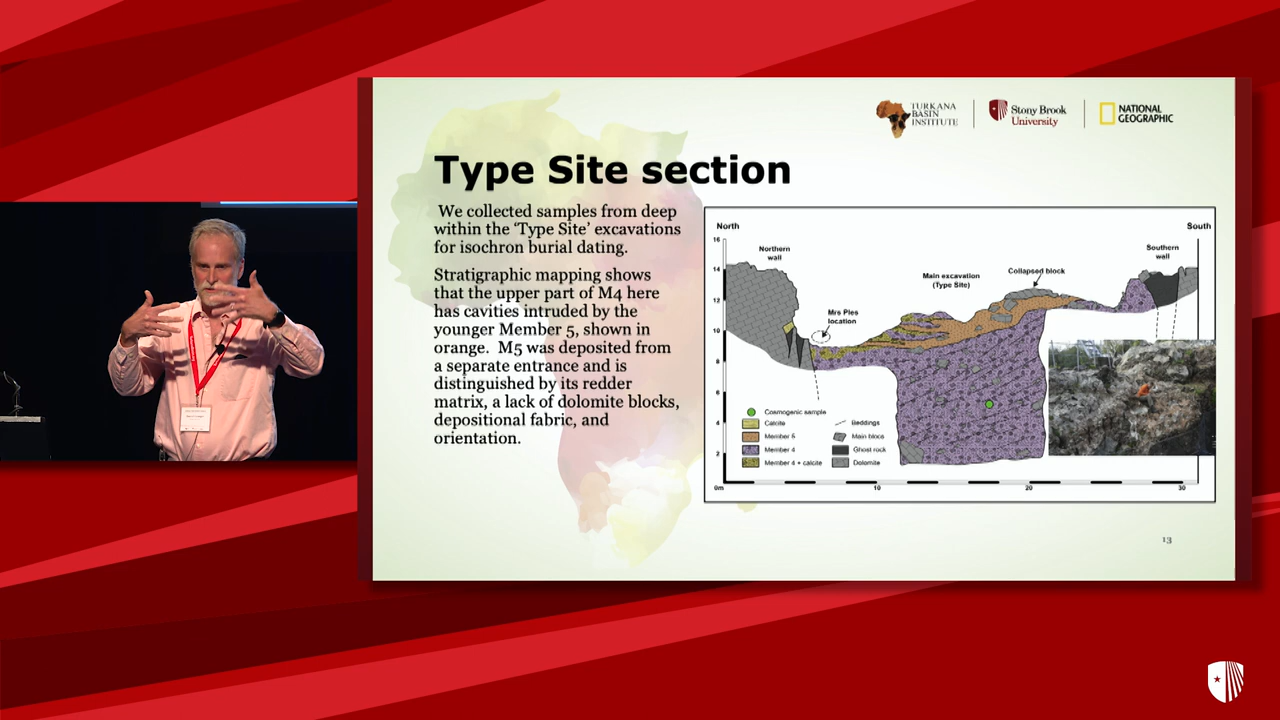 TURKANA
BASIN
INSTITUTE
Stony Brook
University
NATIONAL
GEOGRAPHIC
Type Site section
We collected samples from deep
within the ‘Type Site’ excavations
for isochron burial dating.
Stratigraphic mapping shows
that the upper part of M4 here
has cavities intruded by the
younger Member 5, shown in
orange.  M5 was deposited from
a separate entrance and is
distinguished by its redder
matrix, a lack of dolomite blocks,
depositional fabric, and
orientation.
North
South
16
14
12
10
8
6
4
2
0m
10
20
30
Northern
wall
Mrs Ples
location
Main excavation
(Type Site)
Collapsed block
Southern
wall
Cosmogenic sample
Calcite
Member 5
Member 4
Member 4 + calcite
Beddings
Main blocs
Ghost rock
Dolomite
13